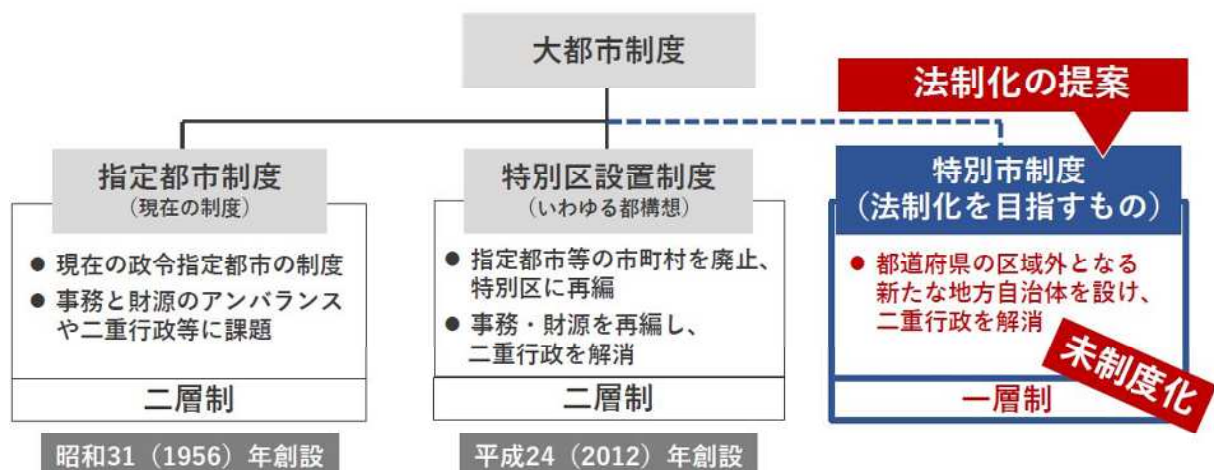 大都市制度
法制化の提案
指定都市制度
（現在の制度）
● 現在の政令指定都市の制度
● 事務と財源のアンバランス
や二重行政等に課題
二層制
昭和31（1956）年創設
特別区設置制度
（いわゆる都構想）
● 指定都市等の市町村を廃止、
特別区に再編
● 事務・財源を再編し、
二重行政を解消
二層制
平成24（2012）年創設
特別市制度
（法制化を目指すもの）
● 都道府県の区域外となる
新たな地方自治体を設け、
二重行政を解消
未制度化
一層制